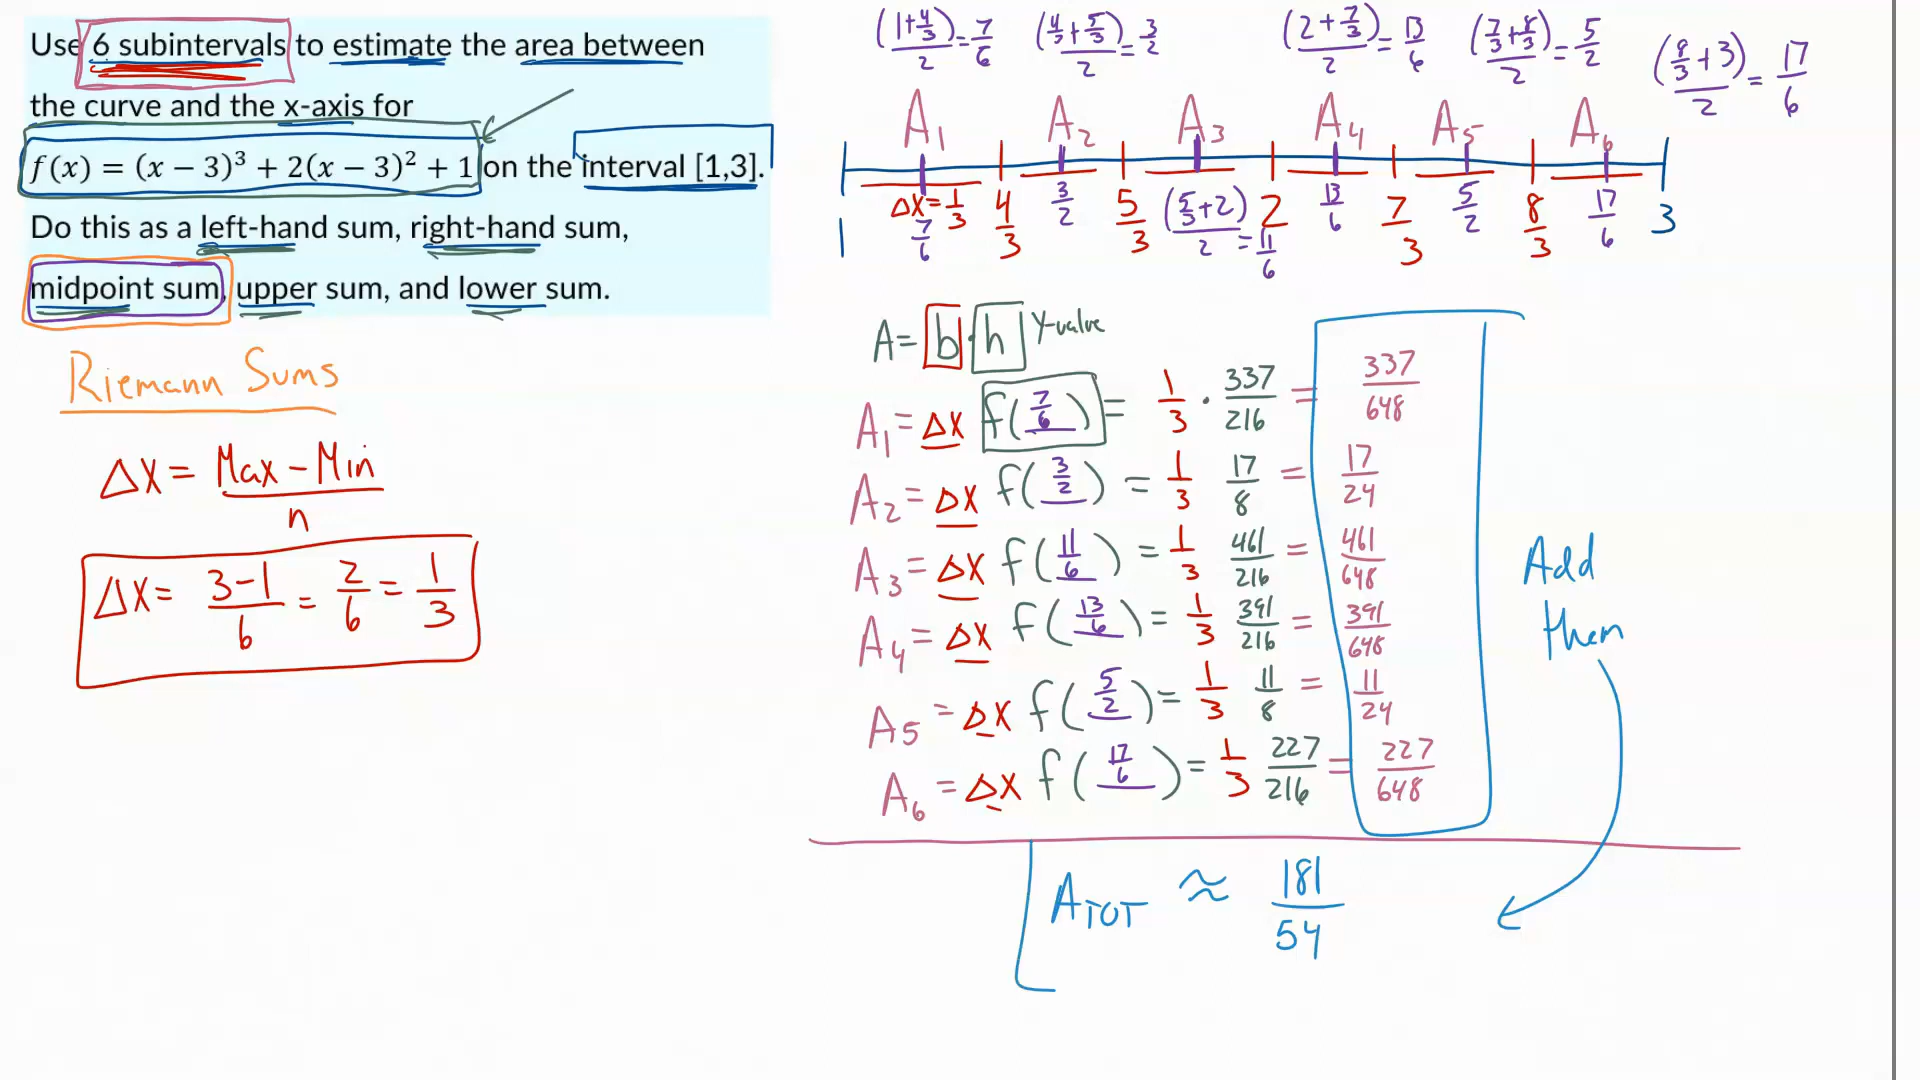 Use 6 subintervals to estimate the area between
the curve and the x-axis for
f(x) = (x − 3)³ + 2(x − 3)² + 1 on the interval [1,3].
Do this as a left-hand sum, right-hand sum,
midpoint sum, upper sum, and lower sum.
Riemann Sums
ΔX = Max – Min / n
ΔX = 3-1/6 = 2/6 = 1/3
(1+4/3)/2 = 7/6 (4/3+5/3)/2 = 3/2 (2+7/3)/2 = 13/6 (7/3+8/3)/2 = 5/2 (8/3+3)/2 = 17/6
A1 A2 A3 A4 A5 A6
1 ΔX = 1/3 7/6 4/3 3/2 5/3 (5/3+2)/2 = 11/6 2 13/6 7/3 5/2 8/3 17/6 3
A = b · h Y-value
A1 = ΔX f(7/6) = 1/3 · 337/216 = 337/648
A2 = ΔX f(3/2) = 1/3 17/8 = 17/24
A3 = ΔX f(11/6) = 1/3 461/216 = 461/648
A4 = ΔX f(13/6) = 1/3 391/216 = 391/648
A5 = ΔX f(5/2) = 1/3 11/8 = 11/24
A6 = ΔX f(17/6) = 1/3 227/216 = 227/648
Add
them
ATOT ≈ 181/54